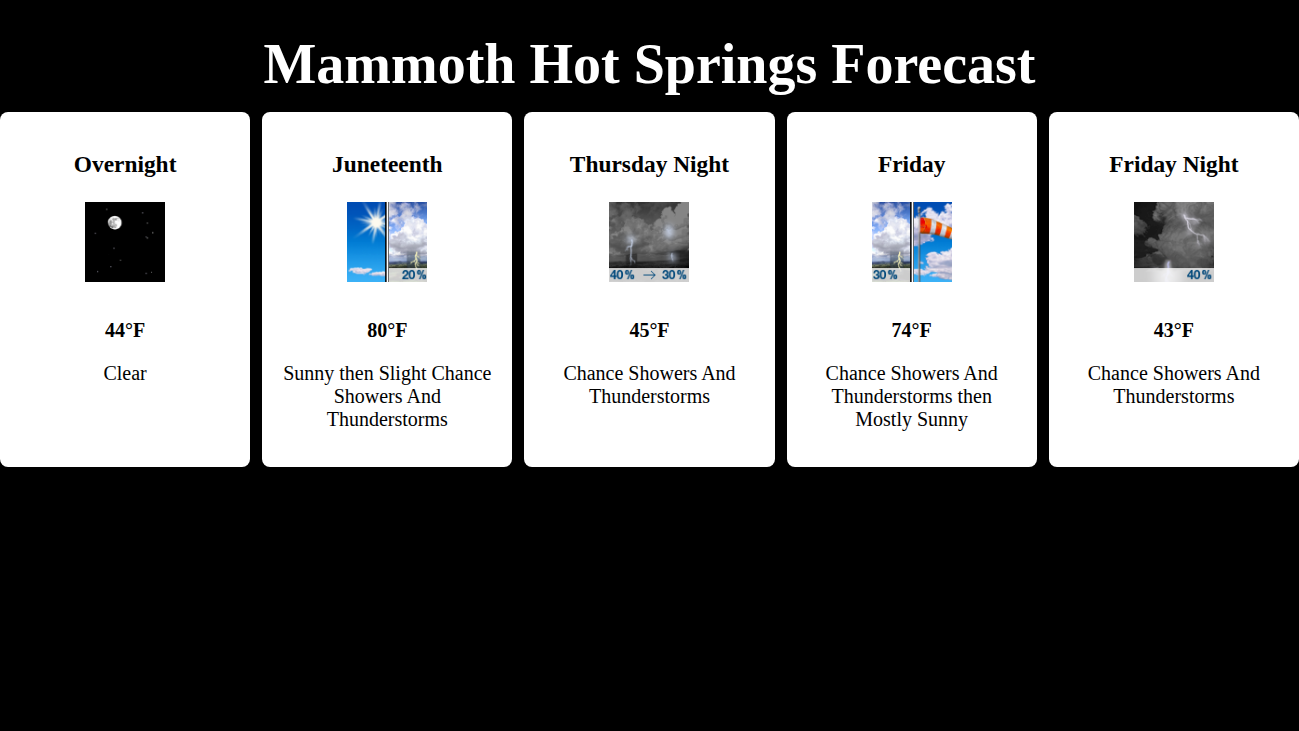 Mammoth Hot Springs Forecast
Overnight
44°F
Clear
Juneteenth
20%
80°F
Sunny then Slight Chance
Showers And
Thunderstorms
Thursday Night
40% → 30%
45°F
Chance Showers And
Thunderstorms
Friday
30%
74°F
Chance Showers And
Thunderstorms then
Mostly Sunny
Friday Night
40%
43°F
Chance Showers And
Thunderstorms